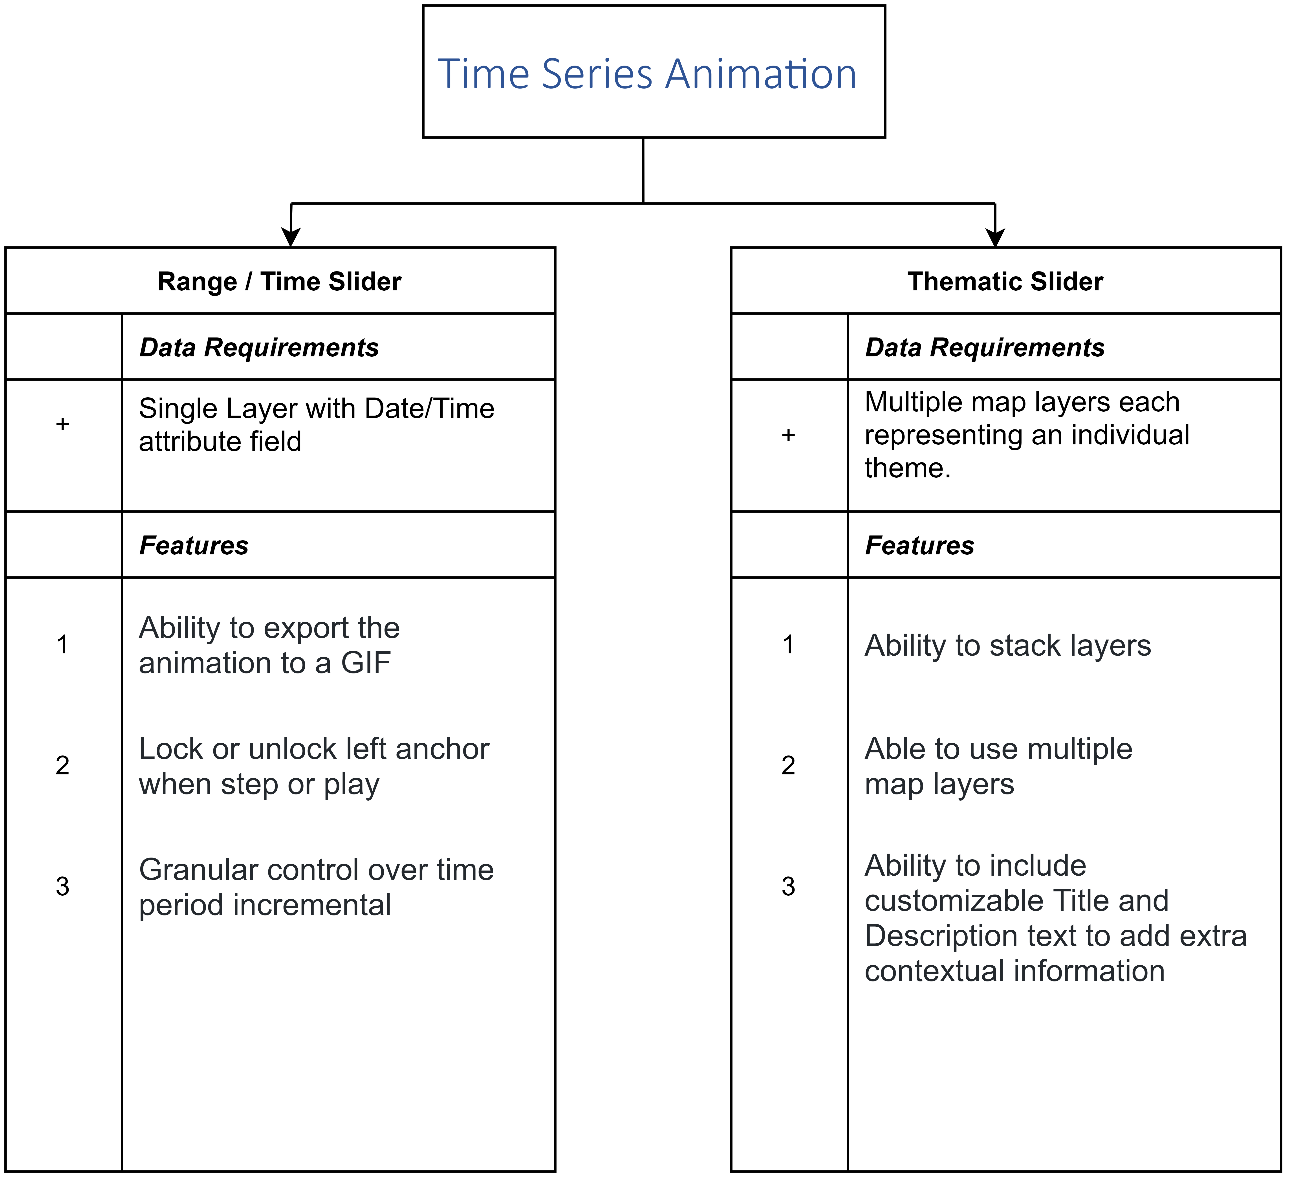 Time Series Animation
Range / Time Slider
Data Requirements
+
Single Layer with Date/Time
attribute field
Features
1
Ability to export the
animation to a GIF
2
Lock or unlock left anchor
when step or play
3
Granular control over time
period incremental
Thematic Slider
Data Requirements
+
Multiple map layers each
representing an individual
theme.
Features
1
Ability to stack layers
2
Able to use multiple
map layers
3
Ability to include
customizable Title and
Description text to add extra
contextual information